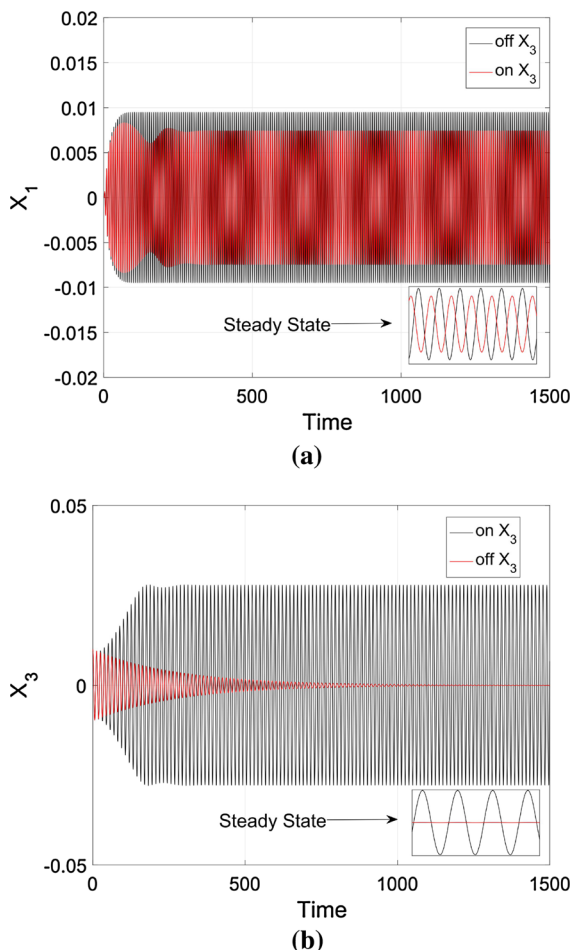 0.02
0.015
0.01
0.005
0
-0.005
-0.01
-0.015
-0.02
X1
off X3
on X3
Steady State
0 500 1000 1500
Time
(a)
0.05
0
-0.05
X3
on X3
off X3
Steady State
0 500 1000 1500
Time
(b)